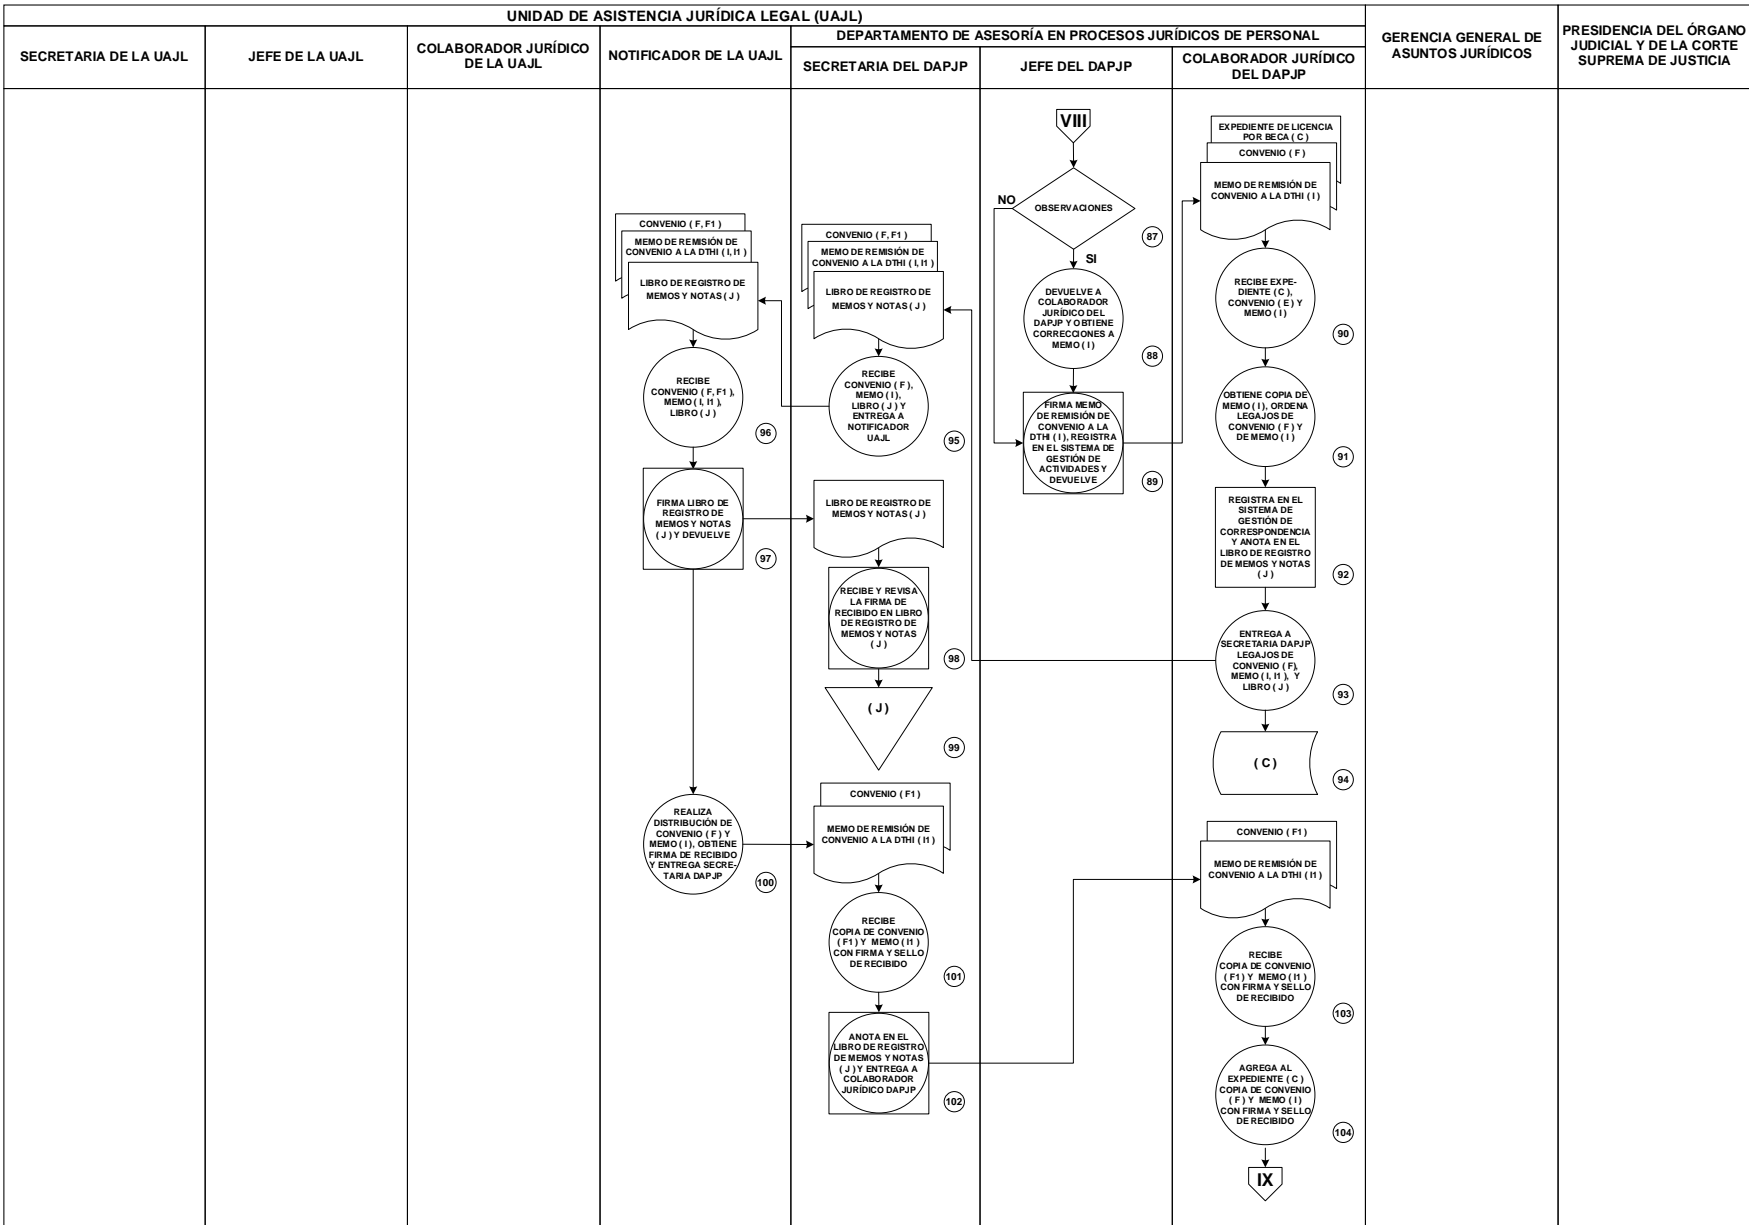 UNIDAD DE ASISTENCIA JURÍDICA LEGAL (UAJL)
SECRETARIA DE LA UAJL
JEFE DE LA UAJL
COLABORADOR JURÍDICO
DE LA UAJL
NOTIFICADOR DE LA UAJL
DEPARTAMENTO DE ASESORÍA EN PROCESOS JURÍDICOS DE PERSONAL
SECRETARIA DEL DAPJP
JEFE DEL DAPJP
COLABORADOR JURÍDICO
DEL DAPJP
GERENCIA GENERAL DE
ASUNTOS JURÍDICOS
PRESIDENCIA DEL ÓRGANO
JUDICIAL Y DE LA CORTE
SUPREMA DE JUSTICIA
VIII
OBSERVACIONES
NO
87
SI
DEVUELVE A
COLABORADOR
JURÍDICO DEL
DAPJP Y OBTIENE
CORRECCIONES A
MEMO ( I )
88
FIRMA MEMO
DE REMISIÓN DE
CONVENIO A LA
DTHI ( I ), REGISTRA
EN EL SISTEMA DE
GESTIÓN DE
ACTIVIDADES Y
DEVUELVE
89
EXPEDIENTE DE LICENCIA
POR BECA ( C )
CONVENIO ( F )
MEMO DE REMISIÓN DE
CONVENIO A LA DTHI ( I )
RECIBE EXPE-
DIENTE ( C ),
CONVENIO ( E ) Y
MEMO ( I )
90
OBTIENE COPIA DE
MEMO ( I ), ORDENA
LEGAJOS DE
CONVENIO ( F ) Y
DE MEMO ( I )
91
REGISTRA EN EL
SISTEMA DE
GESTIÓN DE
CORRESPONDENCIA
Y ANOTA EN EL
LIBRO DE REGISTRO
DE MEMOS Y NOTAS
( J )
92
ENTREGA A
SECRETARIA DAPJP
LEGAJOS DE
CONVENIO ( F),
MEMO ( I, I1 ), Y
LIBRO ( J )
93
( C )
94
CONVENIO ( F, F1 )
MEMO DE REMISIÓN DE
CONVENIO A LA DTHI ( I, I1 )
LIBRO DE REGISTRO DE
MEMOS Y NOTAS ( J )
RECIBE
CONVENIO ( F ),
MEMO ( I ),
LIBRO ( J ) Y
ENTREGA A
NOTIFICADOR
UAJL
95
CONVENIO ( F, F1 )
MEMO DE REMISIÓN DE
CONVENIO A LA DTHI ( I, I1 )
LIBRO DE REGISTRO DE
MEMOS Y NOTAS ( J )
RECIBE
CONVENIO ( F, F1 ),
MEMO ( I, I1 ),
LIBRO ( J )
96
FIRMA LIBRO DE
REGISTRO DE
MEMOS Y NOTAS
( J ) Y DEVUELVE
97
LIBRO DE REGISTRO DE
MEMOS Y NOTAS ( J )
RECIBE Y REVISA
LA FIRMA DE
RECIBIDO EN LIBRO
DE REGISTRO DE
MEMOS Y NOTAS
( J )
98
( J )
99
REALIZA
DISTRIBUCIÓN DE
CONVENIO ( F ) Y
MEMO ( I ), OBTIENE
FIRMA DE RECIBIDO
Y ENTREGA SECRE-
TARIA DAPJP
100
CONVENIO ( F1 )
MEMO DE REMISIÓN DE
CONVENIO A LA DTHI ( I1 )
RECIBE
COPIA DE CONVENIO
( F1 ) Y MEMO ( I1 )
CON FIRMA Y SELLO
DE RECIBIDO
101
ANOTA EN EL
LIBRO DE REGISTRO
DE MEMOS Y NOTAS
( J ) Y ENTREGA A
COLABORADOR
JURÍDICO DAPJP
102
CONVENIO ( F1 )
MEMO DE REMISIÓN DE
CONVENIO A LA DTHI ( I1 )
RECIBE
COPIA DE CONVENIO
( F1 ) Y MEMO ( I1 )
CON FIRMA Y SELLO
DE RECIBIDO
103
AGREGA AL
EXPEDIENTE ( C )
COPIA DE CONVENIO
( F ) Y MEMO ( I )
CON FIRMA Y SELLO
DE RECIBIDO
104
IX